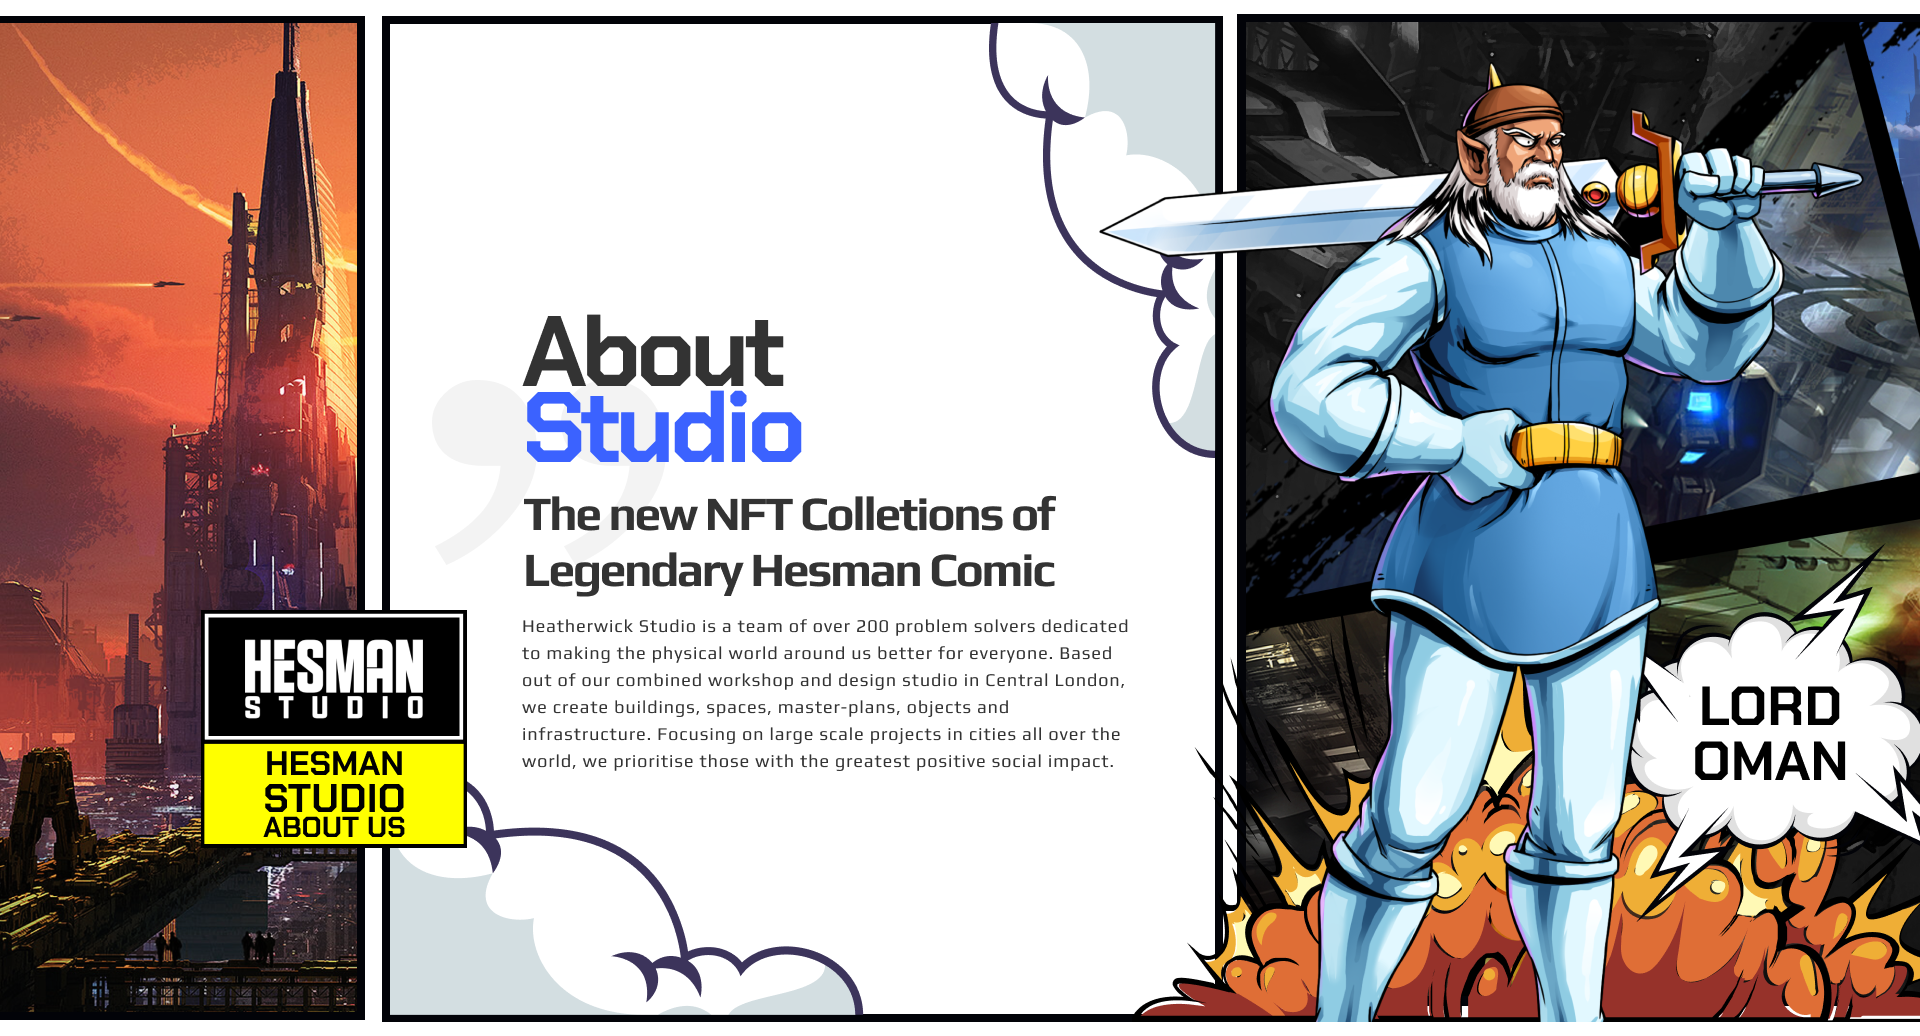 About
Studio
The new NFT Colletions of
Legendary Hesman Comic
Heatherwick Studio is a team of over 200 problem solvers dedicated
to making the physical world around us better for everyone. Based
out of our combined workshop and design studio in Central London,
we create buildings, spaces, master-plans, objects and
infrastructure. Focusing on large scale projects in cities all over the
world, we prioritise those with the greatest positive social impact.
HESMAN
STUDIO
HESMAN
STUDIO
ABOUT US
LORD
OMAN